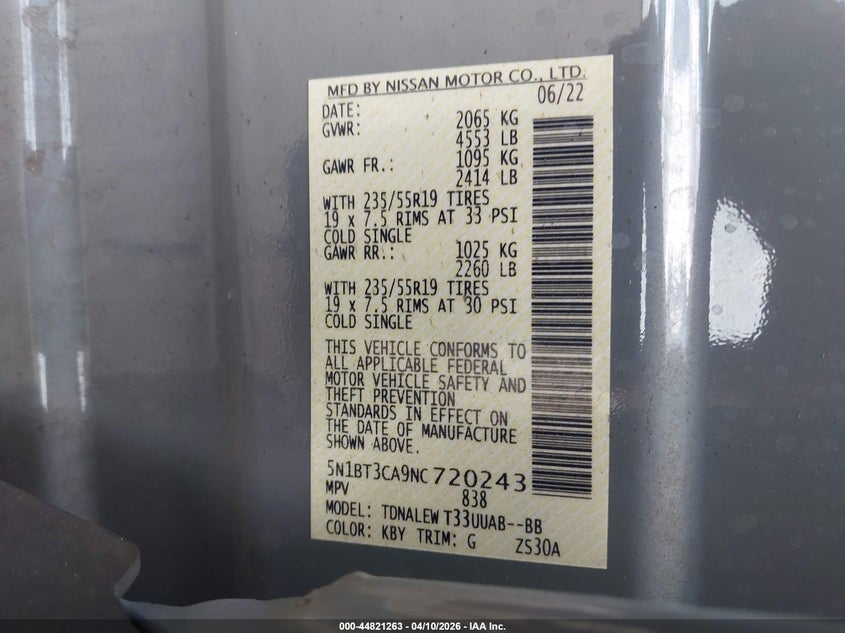 MFD BY NISSAN MOTOR CO., LTD.
DATE: 06/22
GVWR: 2065 KG
4553 LB
GAWR FR.: 1095 KG
2414 LB
WITH 235/55R19 TIRES
19 x 7.5 RIMS AT 33 PSI
COLD SINGLE
GAWR RR.: 1025 KG
2260 LB
WITH 235/55R19 TIRES
19 x 7.5 RIMS AT 30 PSI
COLD SINGLE
THIS VEHICLE CONFORMS TO
ALL APPLICABLE FEDERAL
MOTOR VEHICLE SAFETY AND
THEFT PREVENTION
STANDARDS IN EFFECT ON
THE DATE OF MANUFACTURE
SHOWN ABOVE.
5N1BT3CA9NC720243
MPV 838
MODEL: TDNALEW T33UUAB--BB
COLOR: KBY TRIM: G ZS30A
000-44821263 - 04/10/2026 - IAA Inc.